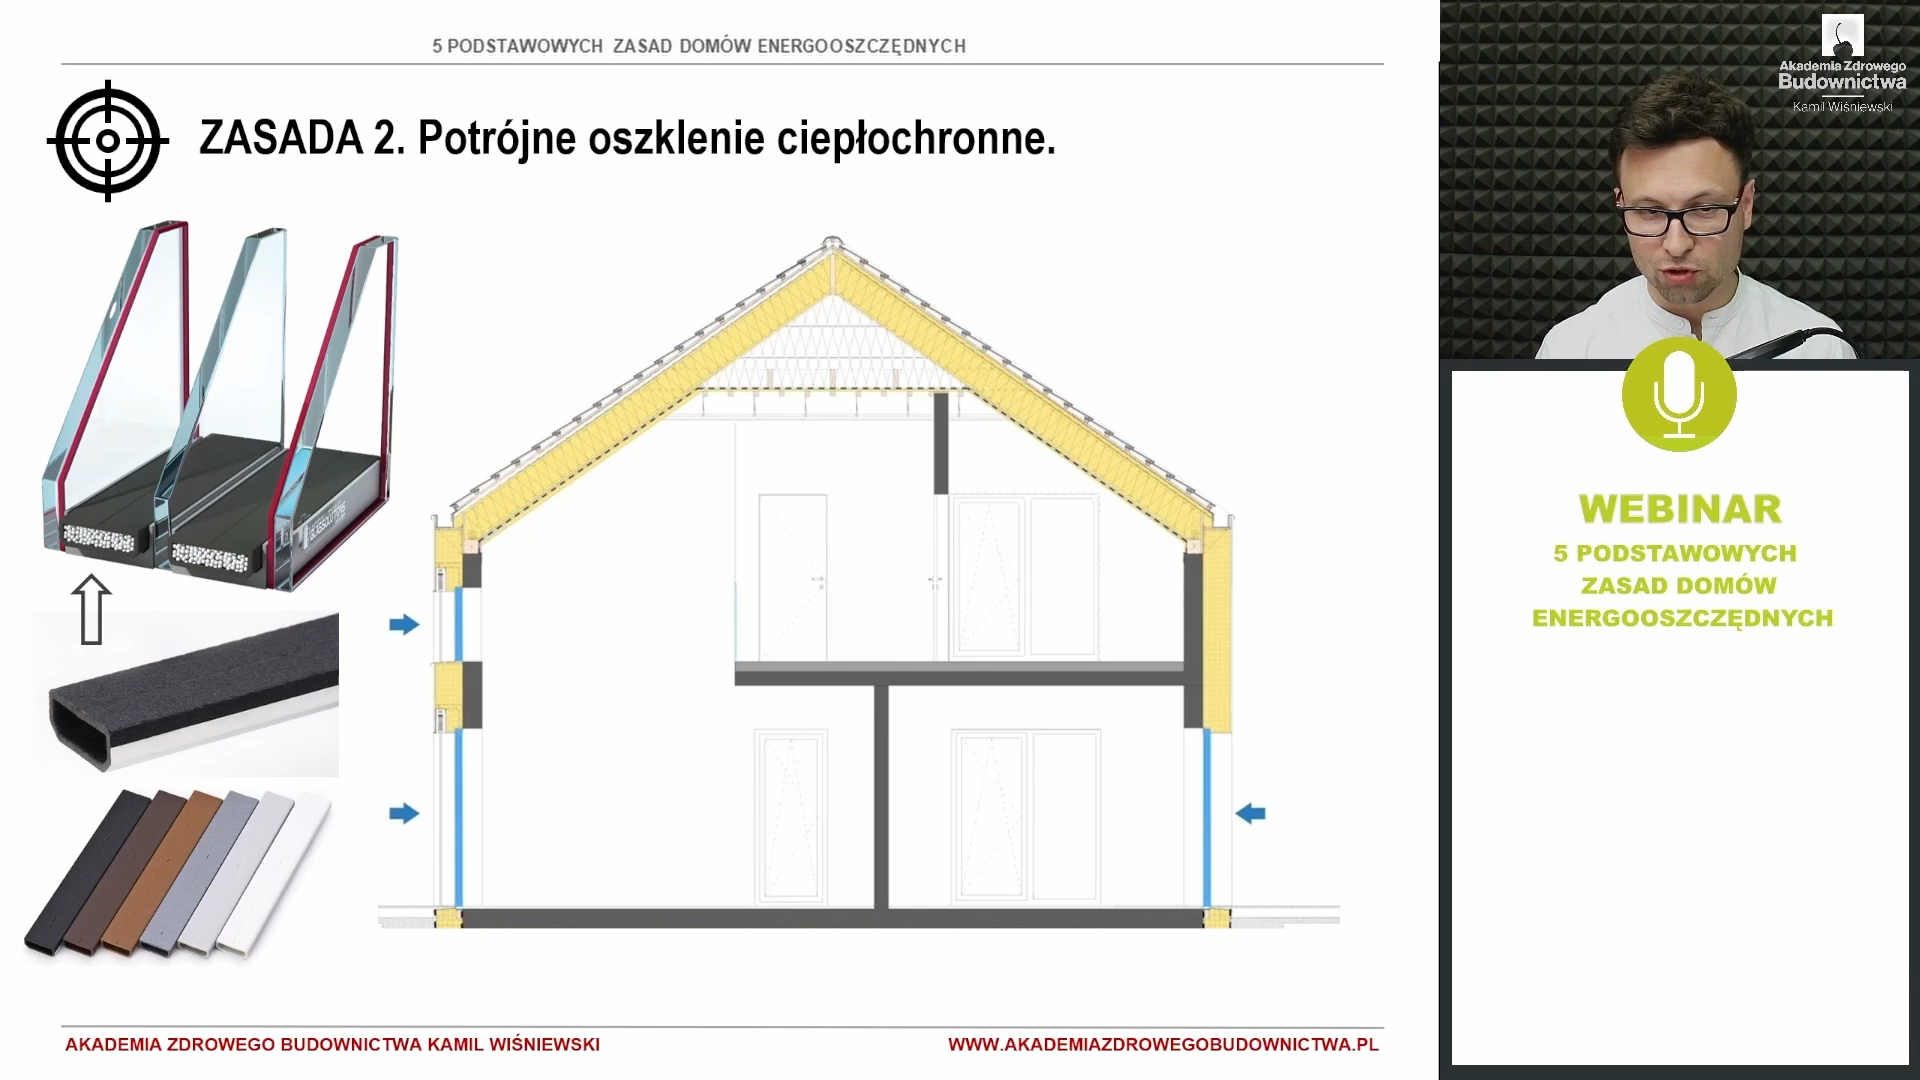 5 PODSTAWOWYCH ZASAD DOMÓW ENERGOOSZCZĘDNYCH
ZASADA 2. Potrójne oszklenie ciepłochronne.
GLASSOLUTIONS
AKADEMIA ZDROWEGO BUDOWNICTWA KAMIL WIŚNIEWSKI
WWW.AKADEMIAZDROWEGOBUDOWNICTWA.PL
Akademia Zdrowego
Budownictwa
Kamil Wiśniewski
WEBINAR
5 PODSTAWOWYCH
ZASAD DOMÓW
ENERGOOSZCZĘDNYCH